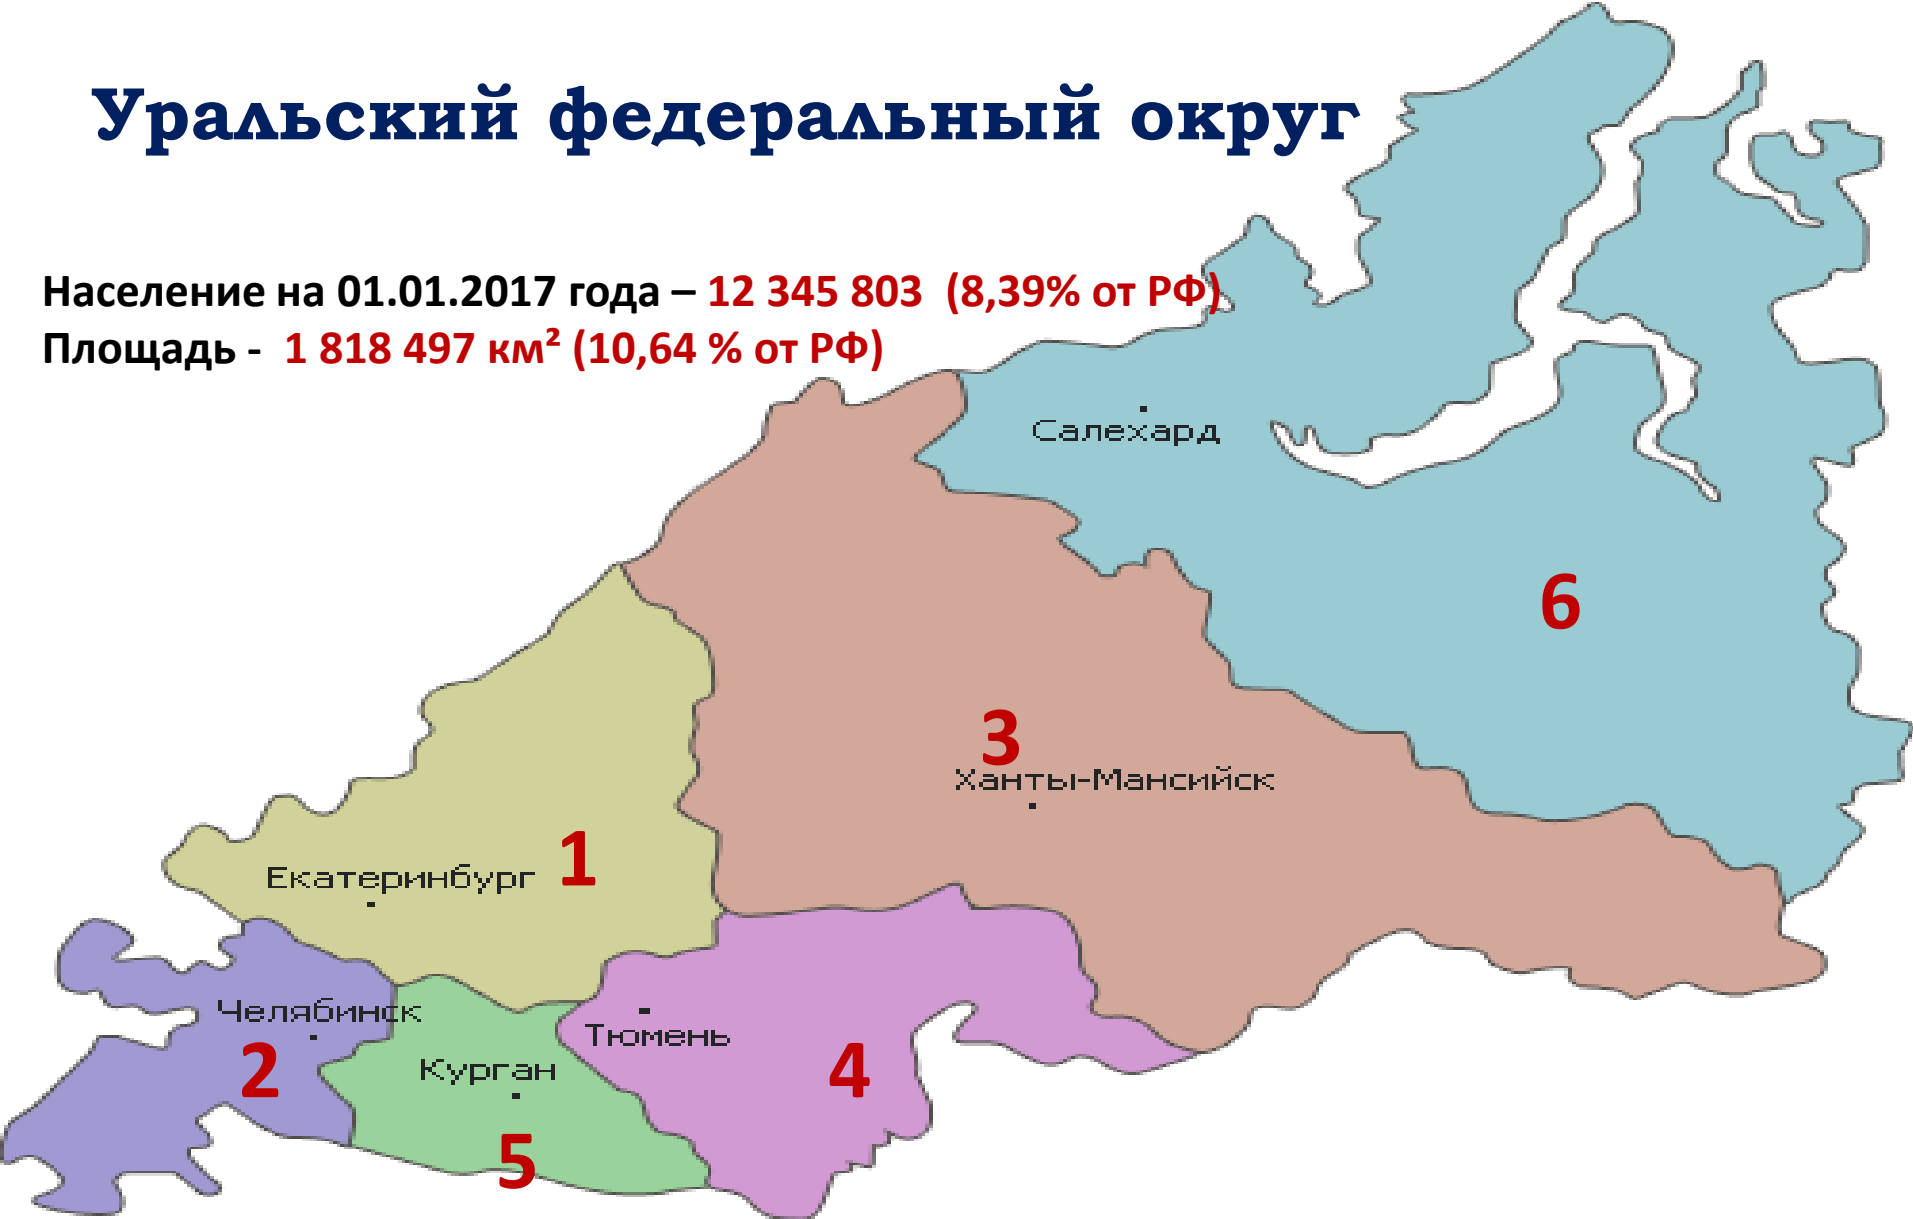 Уральский федеральный округ
Население на 01.01.2017 года – 12 345 803 (8,39% от РФ)
Площадь - 1 818 497 км² (10,64 % от РФ)
Салехард
6
3
Ханты-Мансийск
1
Екатеринбург
Челябинск
Тюмень
2
Курган
4
5